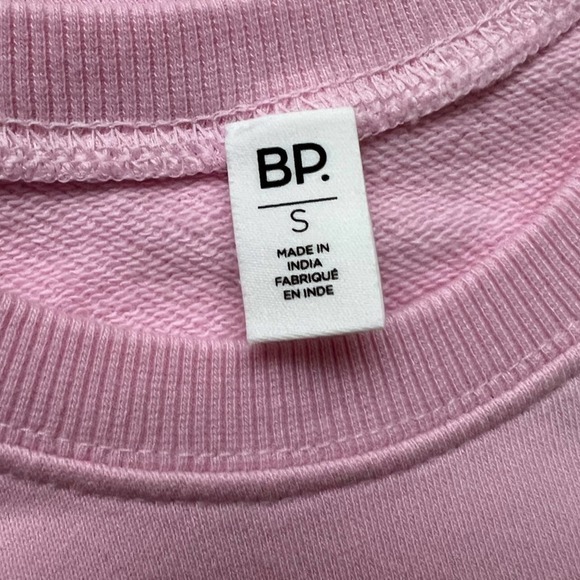 BP.
S
MADE IN
INDIA
FABRIQUÉ
EN INDE